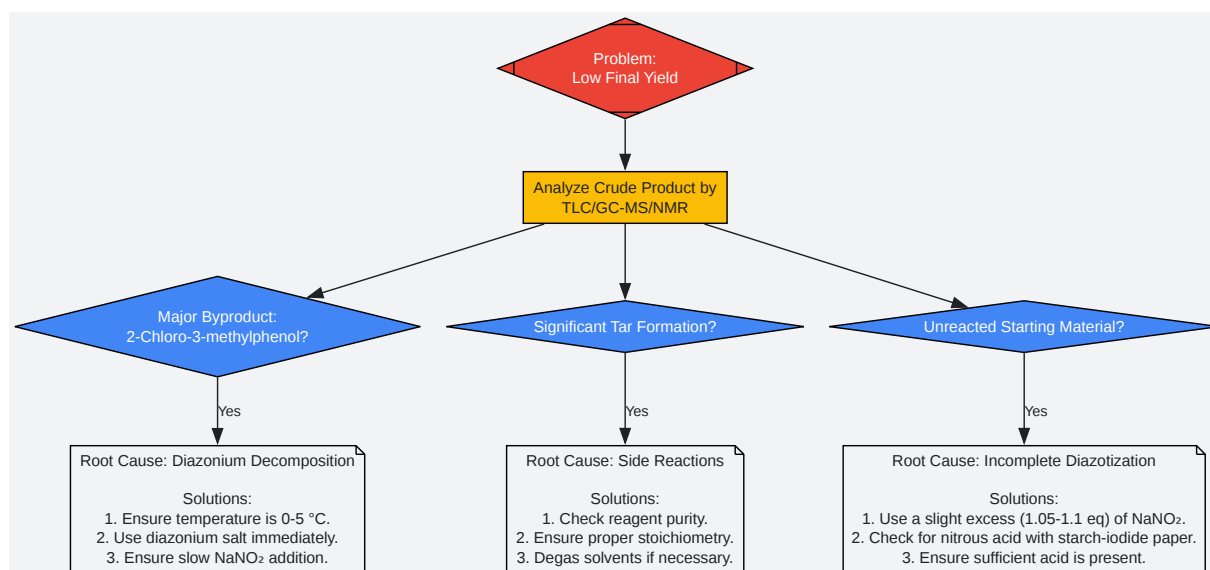 Problem:
Low Final Yield
Analyze Crude Product by
TLC/GC-MS/NMR
Major Byproduct:
2-Chloro-3-methylphenol?
Significant Tar Formation?
Unreacted Starting Material?
Yes
Yes
Yes
Root Cause: Diazonium Decomposition
Solutions:
1. Ensure temperature is 0-5 °C.
2. Use diazonium salt immediately.
3. Ensure slow NaNO₂ addition.
Root Cause: Side Reactions
Solutions:
1. Check reagent purity.
2. Ensure proper stoichiometry.
3. Degas solvents if necessary.
Root Cause: Incomplete Diazotization
Solutions:
1. Use a slight excess (1.05-1.1 eq) of NaNO₂.
2. Check for nitrous acid with starch-iodide paper.
3. Ensure sufficient acid is present.